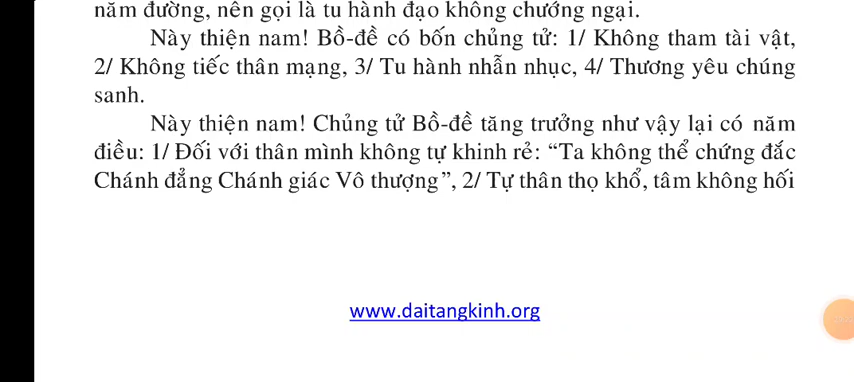 năm đường, nên gọi là tu hành đạo không chướng ngại.
Này thiện nam! Bồ-đề có bốn chủng tử: 1/ Không tham tài vật,
2/ Không tiếc thân mạng, 3/ Tu hành nhẫn nhục, 4/ Thương yêu chúng
sanh.
Này thiện nam! Chủng tử Bồ-đề tăng trưởng như vậy lại có năm
điều: 1/ Đối với thân mình không tự khinh rẻ: “Ta không thể chứng đắc
Chánh đẳng Chánh giác Vô thượng”, 2/ Tự thân thọ khổ, tâm không hối
www.daitangkinh.org